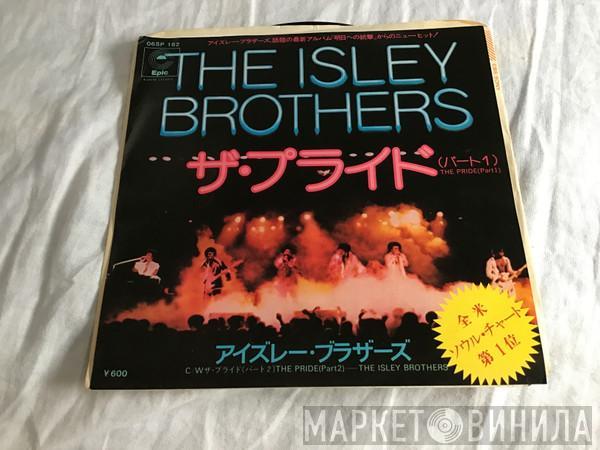 06SP 162
アイズレー・ブラザーズ、話題の最新アルバム「明日への銃撃」からのニュー・ヒット!
Epic
THE ISLEY
BROTHERS
ザ・プライド
(パート1)
THE PRIDE(Part1)
全米
ソウル・チャート
第1位
アイズレー・ブラザーズ
C/W ザ・プライド(パート2)THE PRIDE(Part2)——THE ISLEY BROTHERS
¥600
МАРКЕТ ВИНИЛА